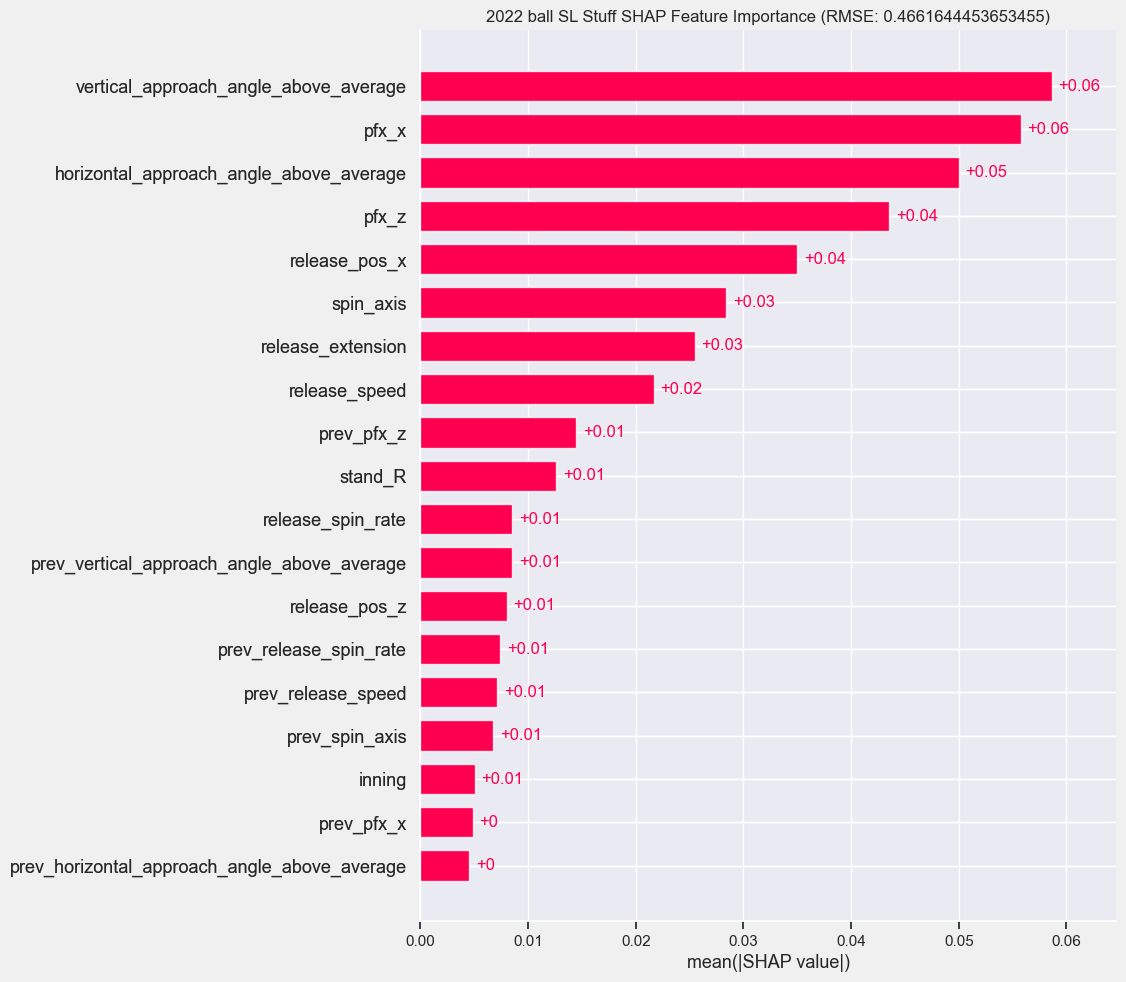 2022 ball SL Stuff SHAP Feature Importance (RMSE: 0.4661644453653455)
vertical_approach_angle_above_average +0.06
pfx_x +0.06
horizontal_approach_angle_above_average +0.05
pfx_z +0.04
release_pos_x +0.04
spin_axis +0.03
release_extension +0.03
release_speed +0.02
prev_pfx_z +0.01
stand_R +0.01
release_spin_rate +0.01
prev_vertical_approach_angle_above_average +0.01
release_pos_z +0.01
prev_release_spin_rate +0.01
prev_release_speed +0.01
prev_spin_axis +0.01
inning +0.01
prev_pfx_x +0
prev_horizontal_approach_angle_above_average +0
0.00 0.01 0.02 0.03 0.04 0.05 0.06
mean(|SHAP value|)